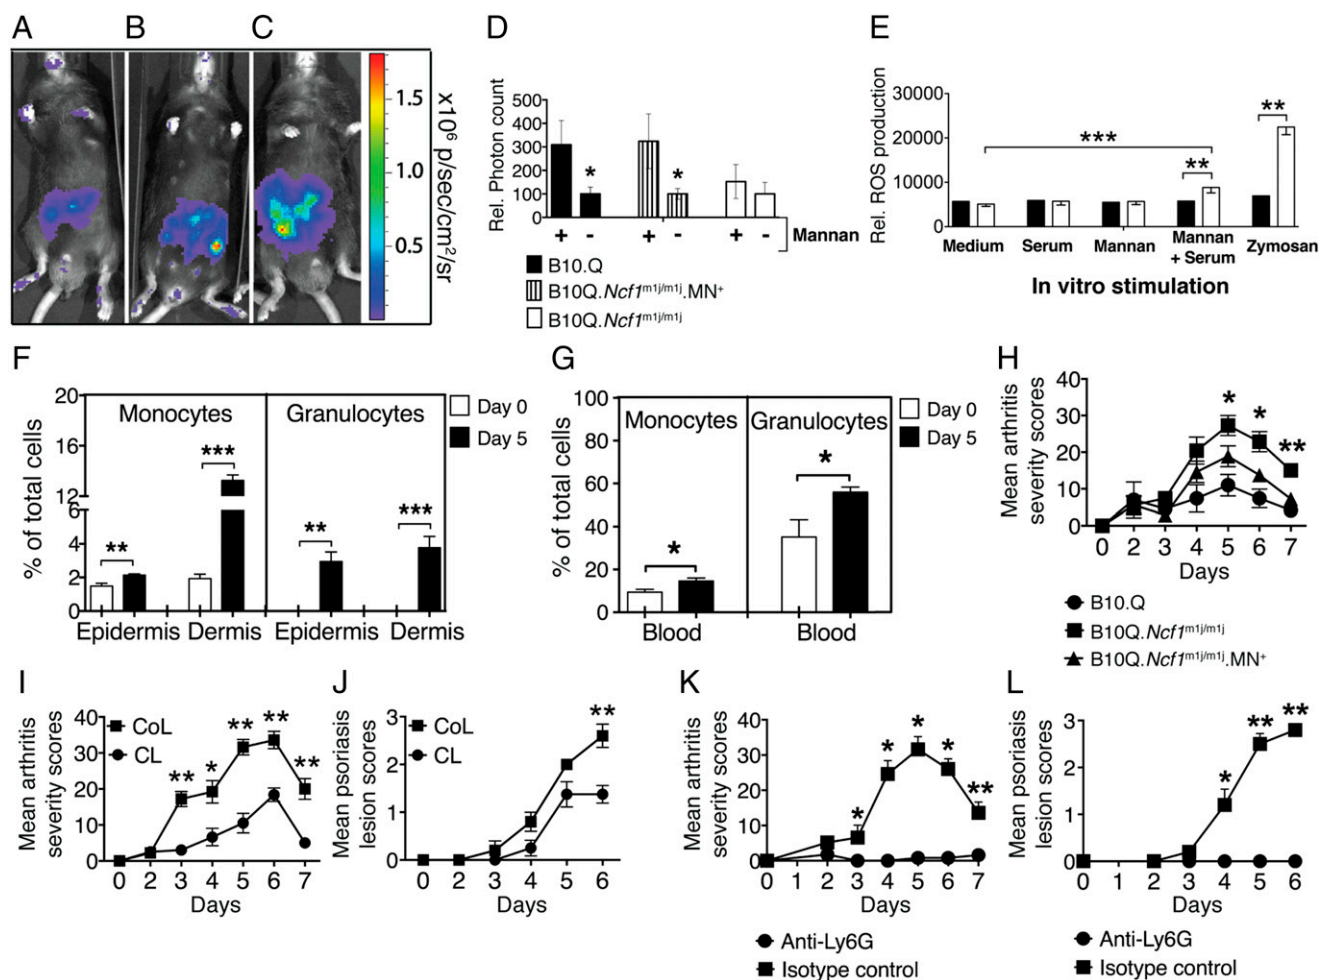 A B C
1.5
1.0
0.5
x10⁶ p/sec/cm²/sr
D
Rel. Photon count
500
400
300
200
100
0
* *
+ - + - + - Mannan
B10.Q
B10Q.Ncf1ᵐ¹ʲ/ᵐ¹ʲ.MN⁺
B10Q.Ncf1ᵐ¹ʲ/ᵐ¹ʲ
E
Rel. ROS production
30000
20000
10000
0
***
**
**
Medium Serum Mannan Mannan + Serum Zymosan
In vitro stimulation
F
% of total cells
20
16
12
6
4
2
0
Monocytes Granulocytes
** *** ** ***
Epidermis Dermis Epidermis Dermis
Day 0
Day 5
G
% of total cells
100
80
60
40
20
0
Monocytes Granulocytes
* *
Blood Blood
Day 0
Day 5
H
Mean arthritis
severity scores
40
30
20
10
0
* * **
0 2 3 4 5 6 7
Days
B10.Q
B10Q.Ncf1ᵐ¹ʲ/ᵐ¹ʲ
B10Q.Ncf1ᵐ¹ʲ/ᵐ¹ʲ.MN⁺
I
Mean arthritis
severity scores
40
30
20
10
0
CoL
CL
** * ** ** **
0 2 3 4 5 6 7
Days
J
Mean psoriasis
lesion scores
3
2
1
0
CoL
CL
**
0 2 3 4 5 6
Days
K
Mean arthritis
severity scores
40
30
20
10
0
* * * * **
0 1 2 3 4 5 6 7
Days
Anti-Ly6G
Isotype control
L
Mean psoriasis
lesion scores
3
2
1
0
* ** **
0 1 2 3 4 5 6
Days
Anti-Ly6G
Isotype control